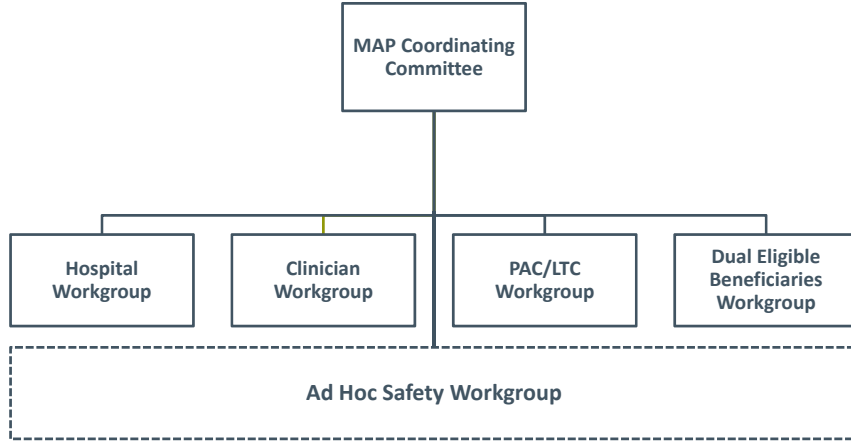 MAP Coordinating
Committee
Hospital
Workgroup
Clinician
Workgroup
PAC/LTC
Workgroup
Dual Eligible
Beneficiaries
Workgroup
Ad Hoc Safety Workgroup